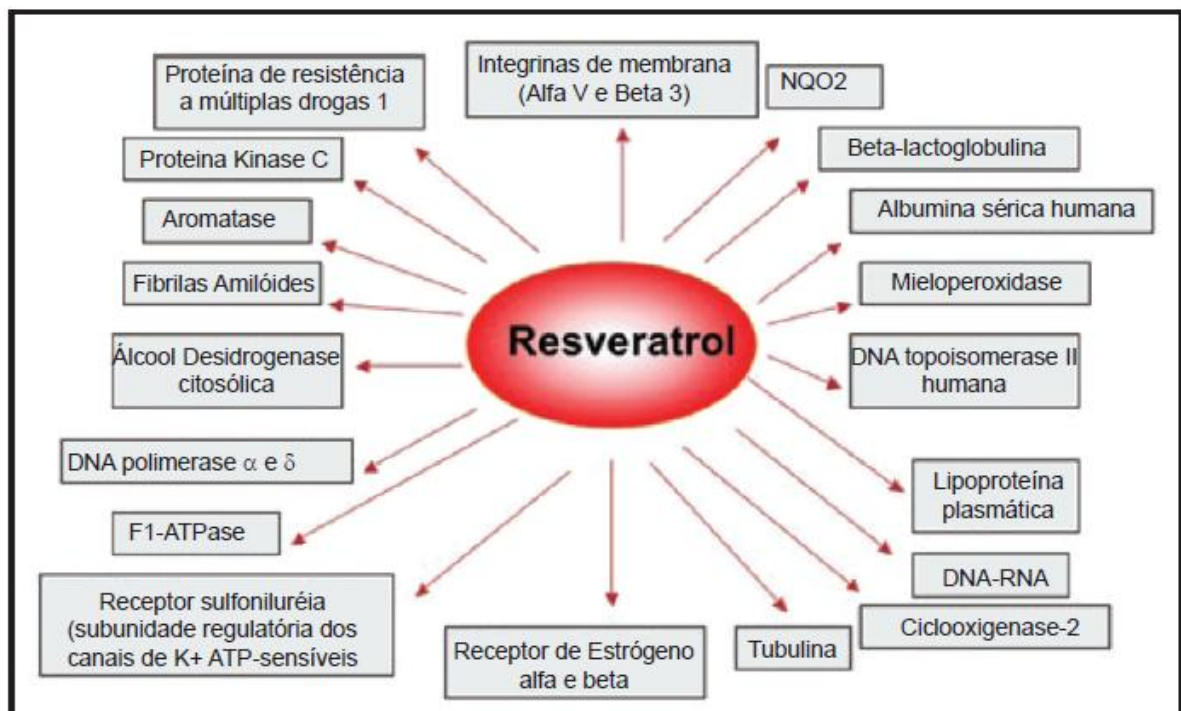 Proteína de resistência
a múltiplas drogas 1
Integrinas de membrana
(Alfa V e Beta 3)
NQO2
Proteina Kinase C
Beta-lactoglobulina
Aromatase
Albumina sérica humana
Fibrilas Amilóides
Mieloperoxidase
Resveratrol
Álcool Desidrogenase
citosólica
DNA topoisomerase II
humana
DNA polimerase α e δ
Lipoproteína
plasmática
F1-ATPase
DNA-RNA
Receptor sulfoniluréia
(subunidade regulatória dos
canais de K+ ATP-sensíveis
Receptor de Estrógeno
alfa e beta
Tubulina
Ciclooxigenase-2